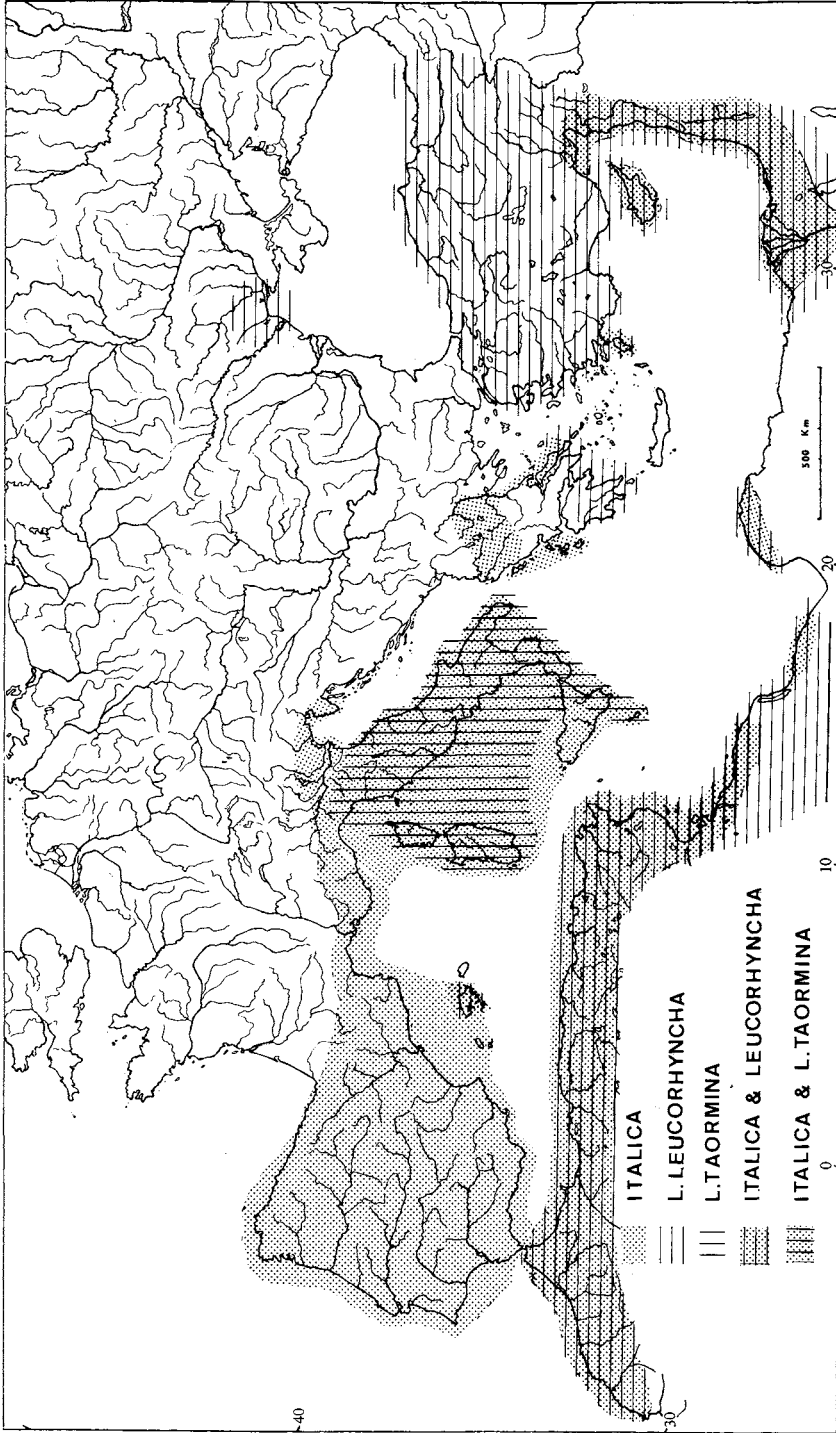 ITALICA
L. LEUCORHYNCHA
L.TAORMINA
ITALICA & LEUCORHYNCHA
ITALICA & L.TAORMINA
500 Km
40
30
0
10
20
30